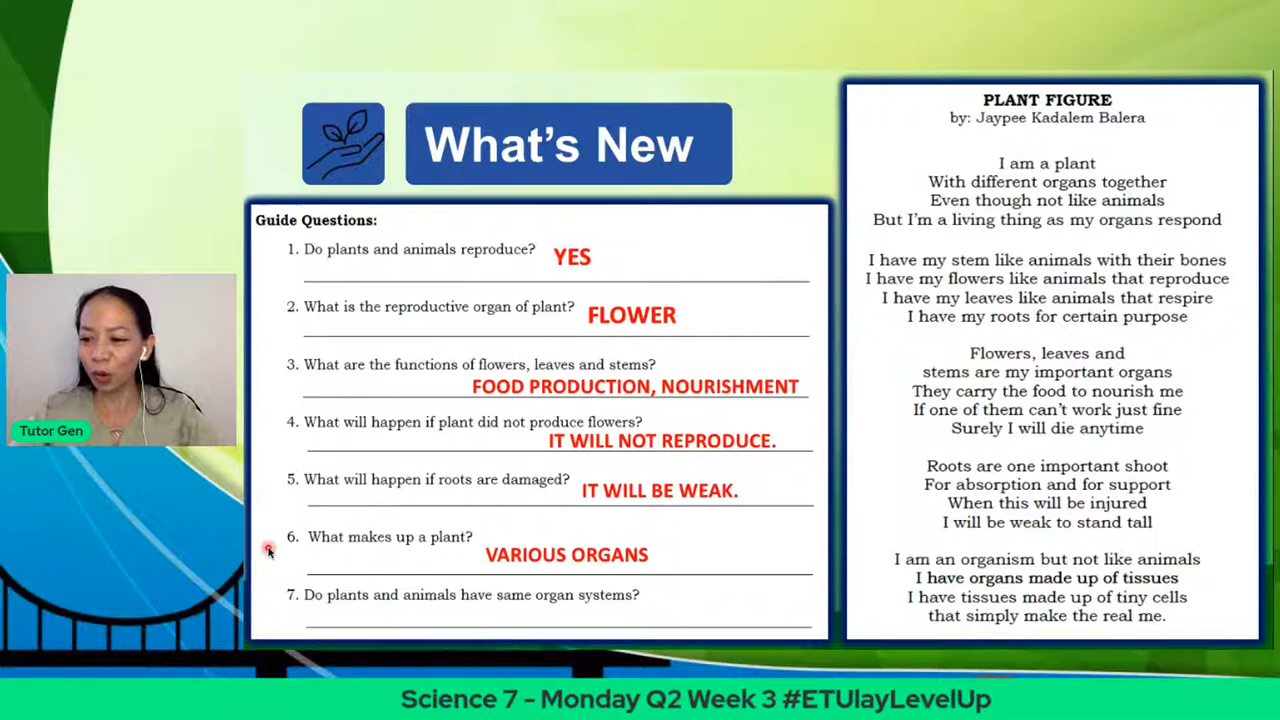 What's New
Guide Questions:
1. Do plants and animals reproduce? YES
2. What is the reproductive organ of plant? FLOWER
3. What are the functions of flowers, leaves and stems?
FOOD PRODUCTION, NOURISHMENT
4. What will happen if plant did not produce flowers?
IT WILL NOT REPRODUCE.
5. What will happen if roots are damaged? IT WILL BE WEAK.
6. What makes up a plant?
VARIOUS ORGANS
7. Do plants and animals have same organ systems?
PLANT FIGURE
by: Jaypee Kadalem Balera
I am a plant
With different organs together
Even though not like animals
But I'm a living thing as my organs respond
I have my stem like animals with their bones
I have my flowers like animals that reproduce
I have my leaves like animals that respire
I have my roots for certain purpose
Flowers, leaves and
stems are my important organs
They carry the food to nourish me
If one of them can't work just fine
Surely I will die anytime
Roots are one important shoot
For absorption and for support
When this will be injured
I will be weak to stand tall
I am an organism but not like animals
I have organs made up of tissues
I have tissues made up of tiny cells
that simply make the real me.
Tutor Gen
Science 7 - Monday Q2 Week 3 #ETUlayLevelUp